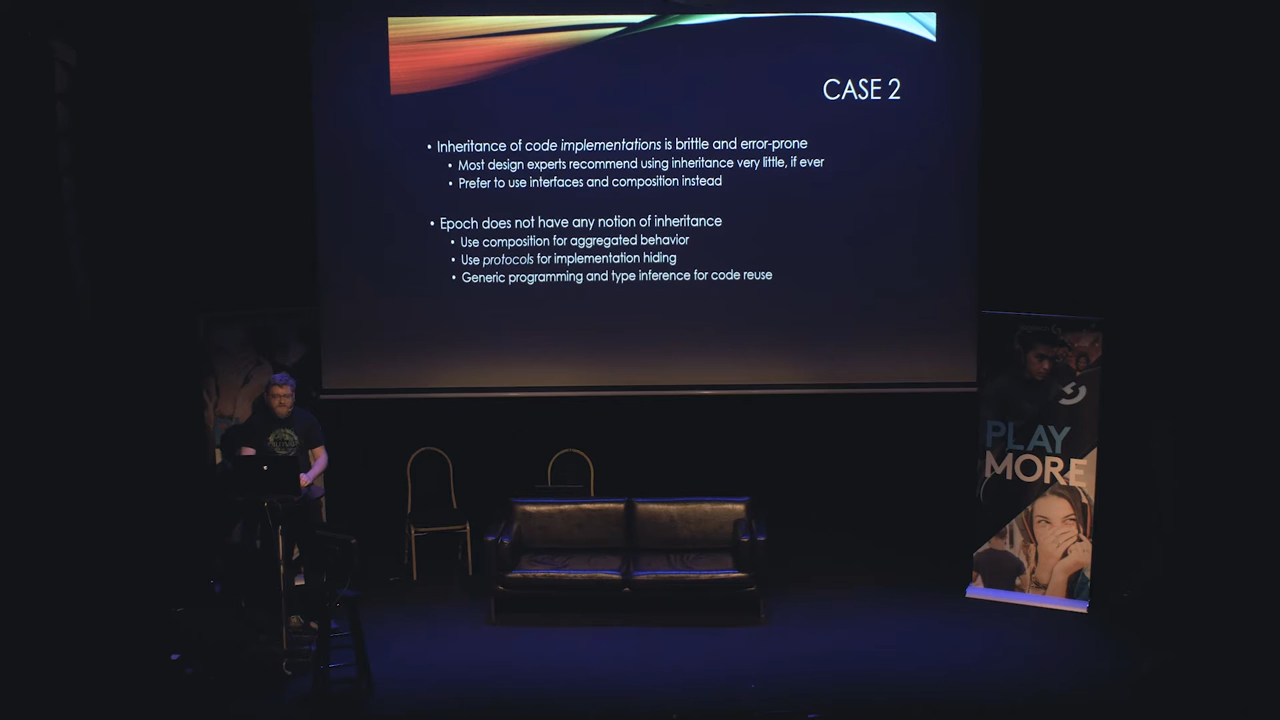 CASE 2
• Inheritance of code implementations is brittle and error-prone
• Most design experts recommend using inheritance very little, if ever
• Prefer to use interfaces and composition instead
• Epoch does not have any notion of inheritance
• Use composition for aggregated behavior
• Use protocols for implementation hiding
• Generic programming and type inference for code reuse
PLAY
MORE